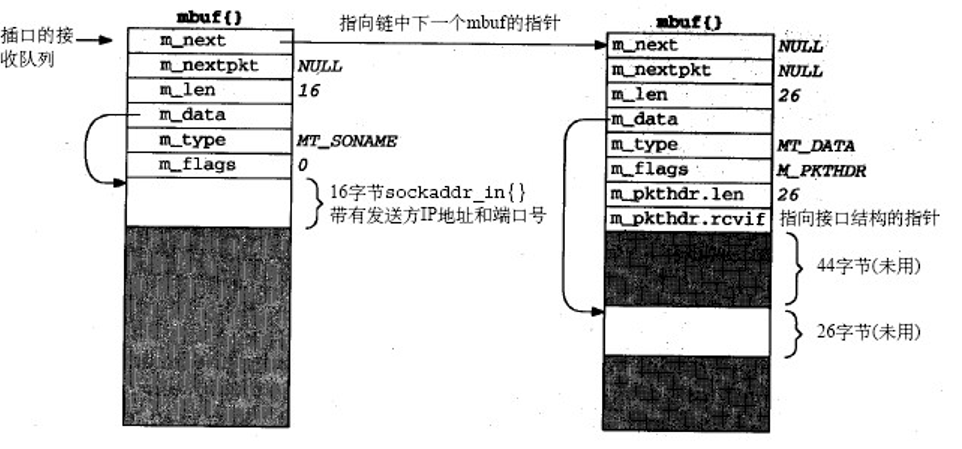 插口的接
收队列
mbuf{}
m_next
m_nextpkt NULL
m_len 16
m_data
m_type MT_SONAME
m_flags 0
16字节sockaddr_in{}
带有发送方IP地址和端口号
指向链中下一个mbuf的指针
mbuf{}
m_next NULL
m_nextpkt NULL
m_len 26
m_data
m_type MT_DATA
m_flags M_PKTHDR
m_pkthdr.len 26
m_pkthdr.rcvif 指向接口结构的指针
44字节(未用)
26字节(未用)